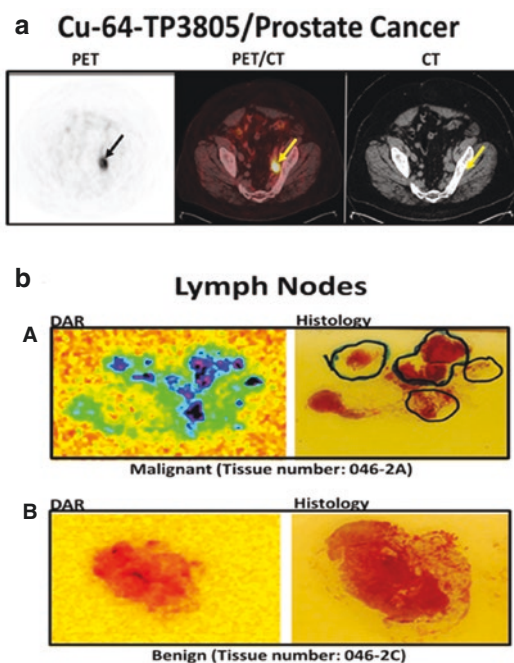 a
Cu-64-TP3805/Prostate Cancer
PET PET/CT CT
b
Lymph Nodes
A
DAR Histology
Malignant (Tissue number: 046-2A)
B
DAR Histology
Benign (Tissue number: 046-2C)